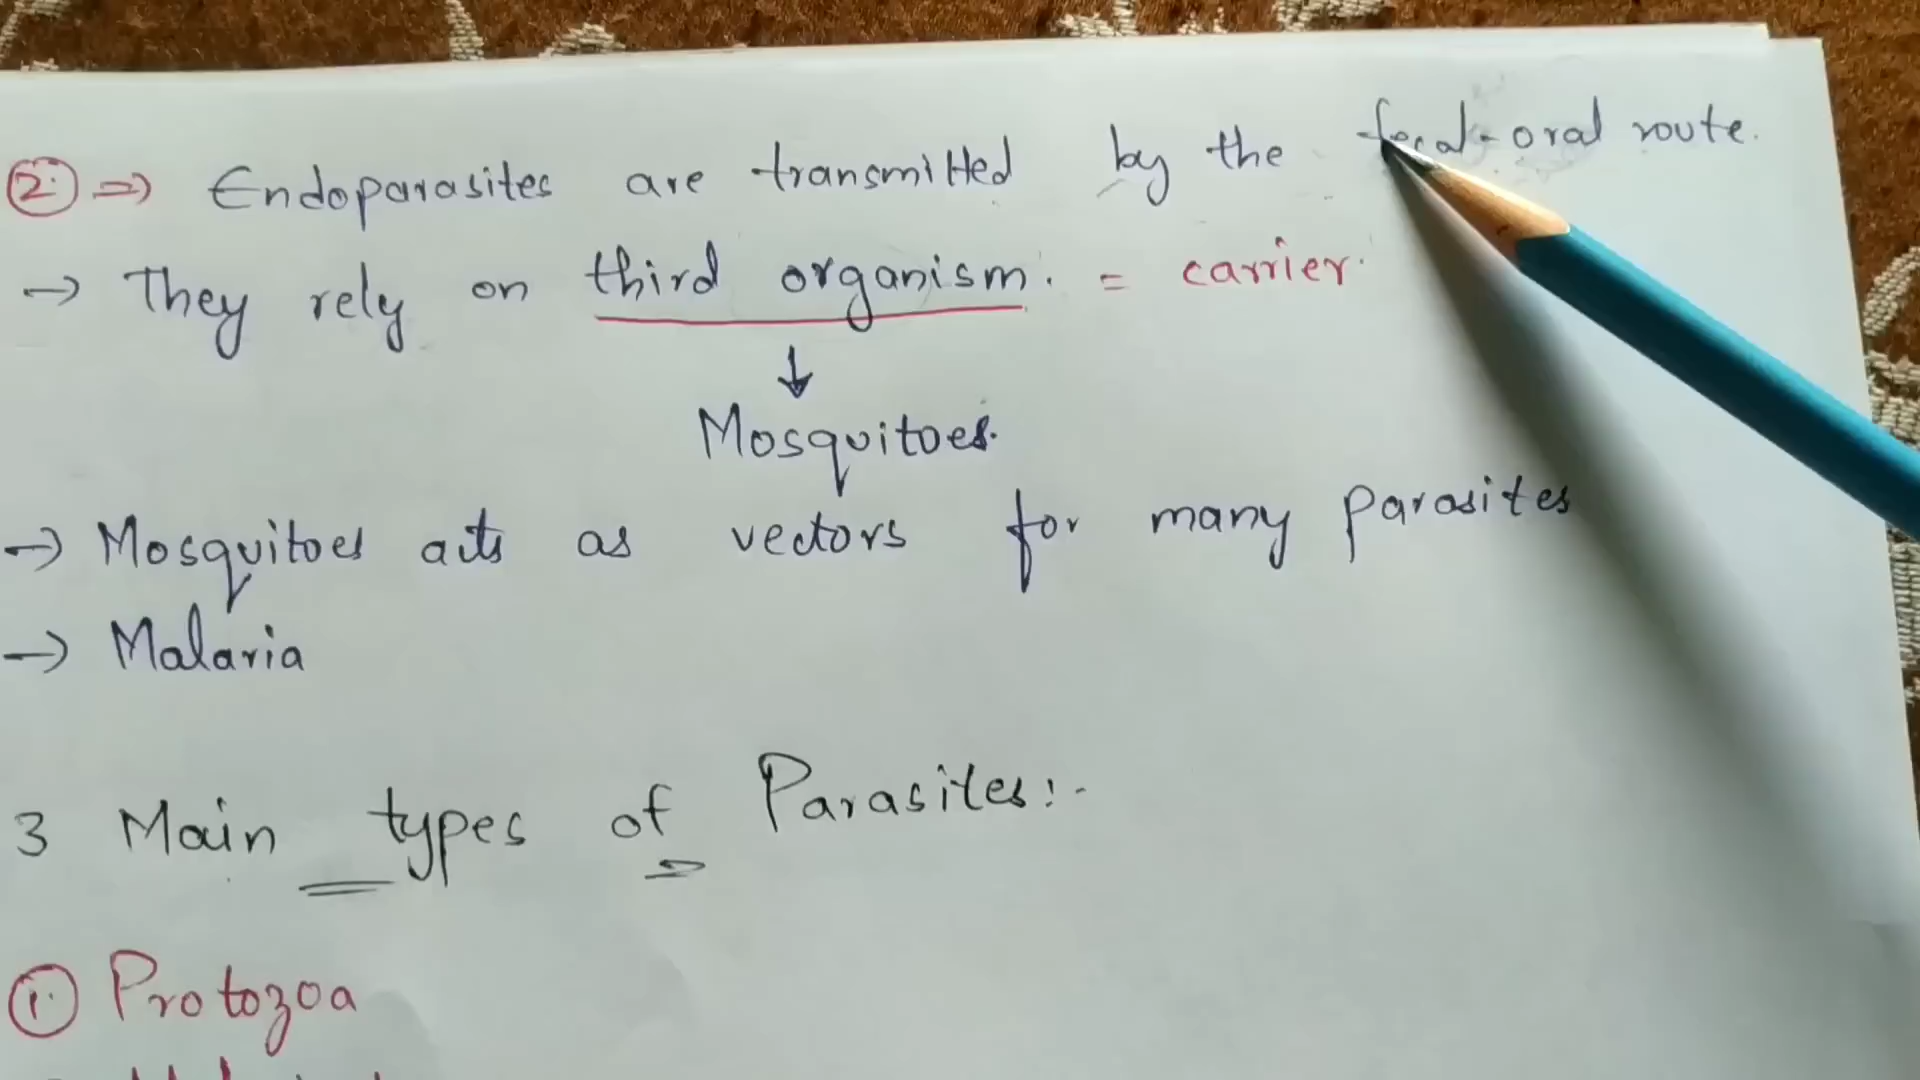 2. => Endoparasites are transmitted by the fecal-oral route.
→ They rely on third organism. = carrier.
↓
Mosquitoes.
→ Mosquitoes acts as vectors for many parasites
→ Malaria
3 Main types of Parasites:-
1. Protozoa